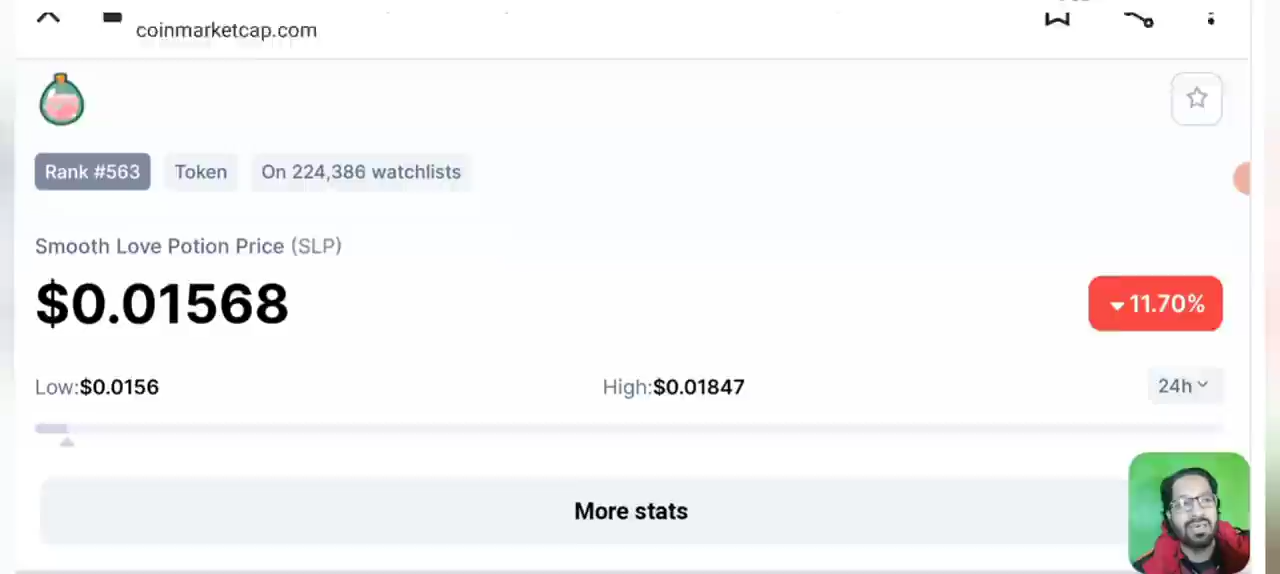 coinmarketcap.com
Rank #563 Token On 224,386 watchlists
Smooth Love Potion Price (SLP)
$0.01568 11.70%
Low:$0.0156 High:$0.01847 24h
More stats